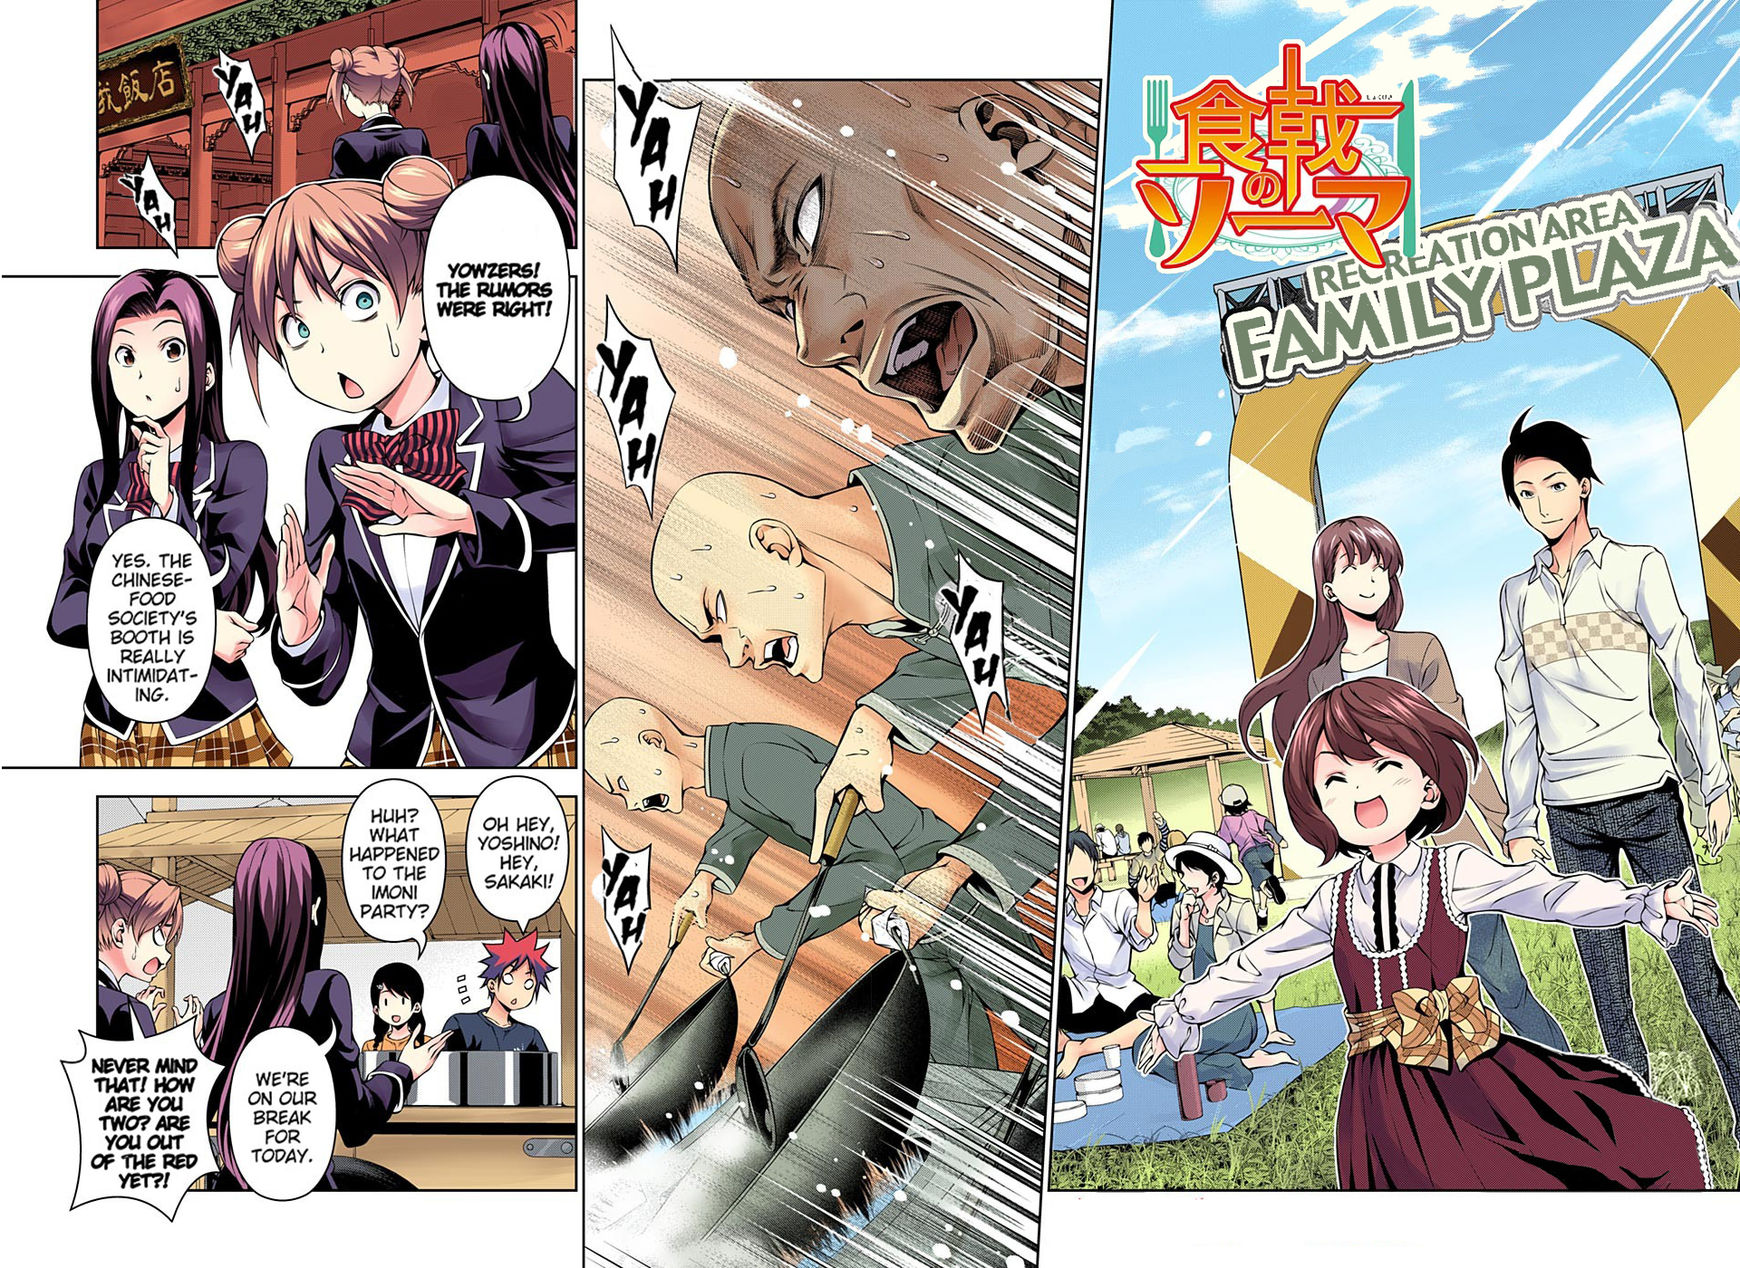 食戟の
ソーマ
RECREATION AREA
FAMILY PLAZA
YAH
YAH
YAH
YAH
飯店
YAH
YAH
YOWZERS!
THE RUMORS
WERE RIGHT!
YES. THE
CHINESE-
FOOD
SOCIETY'S
BOOTH IS
REALLY
INTIMIDAT-
ING.
OH HEY,
YOSHINO!
HEY,
SAKAKI!
HUH?
WHAT
HAPPENED
TO THE
IMONI
PARTY?
WE'RE
ON OUR
BREAK
FOR
TODAY.
NEVER MIND
THAT! HOW
ARE YOU
TWO? ARE
YOU OUT
OF THE RED
YET?!